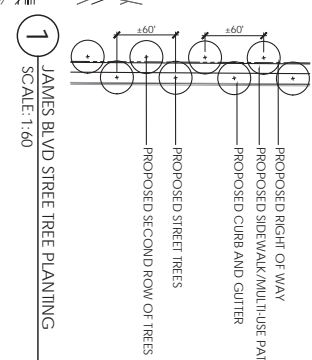 ±60'
±60'
PROPOSED RIGHT OF WAY
PROPOSED SIDEWALK/MULTI-USE PAT
PROPOSED CURB AND GUTTER
PROPOSED STREET TREES
PROPOSED SECOND ROW OF TREES
1
JAMES BLVD STREE TREE PLANTING
SCALE: 1:60